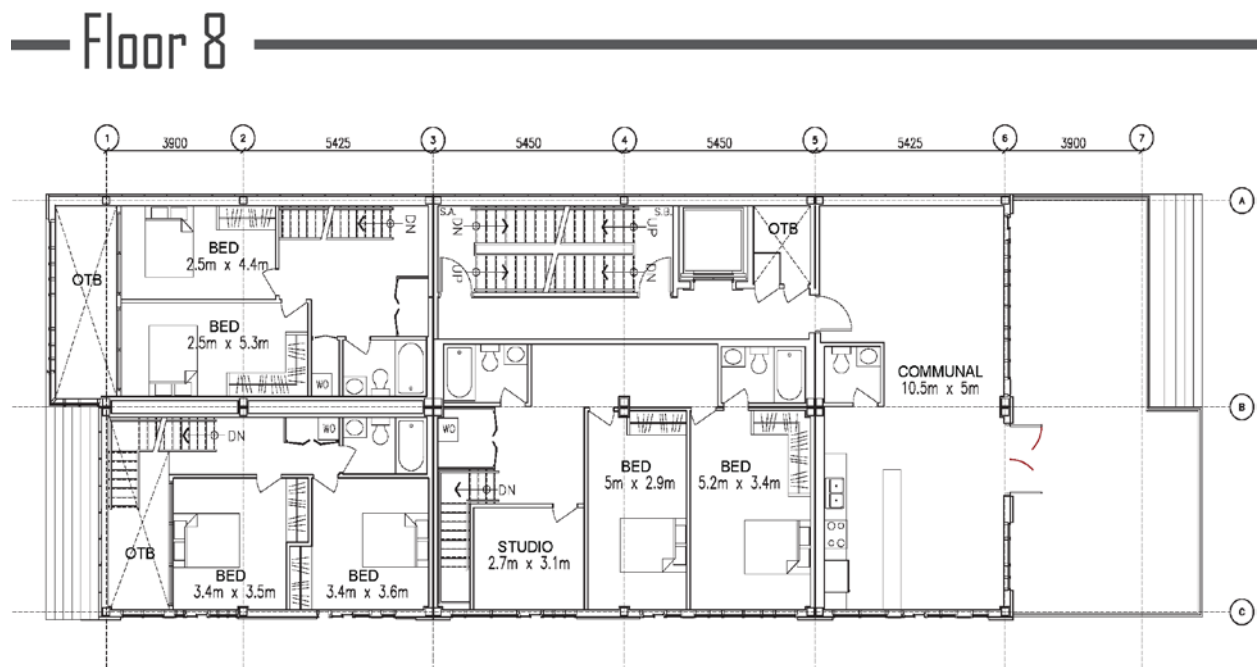 Floor 8
1 2 3 4 5 6 7
3900 5425 5450 5450 5425 3900
A
B
C
OTB
BED
2.5m x 4.4m
DN
BED
2.5m x 5.3m
WD
DN
UP
UP
DN
OTB
COMMUNAL
10.5m x 5m
DN
WD
OTB
BED
3.4m x 3.5m
BED
3.4m x 3.6m
WD
DN
STUDIO
2.7m x 3.1m
BED
5m x 2.9m
BED
5.2m x 3.4m